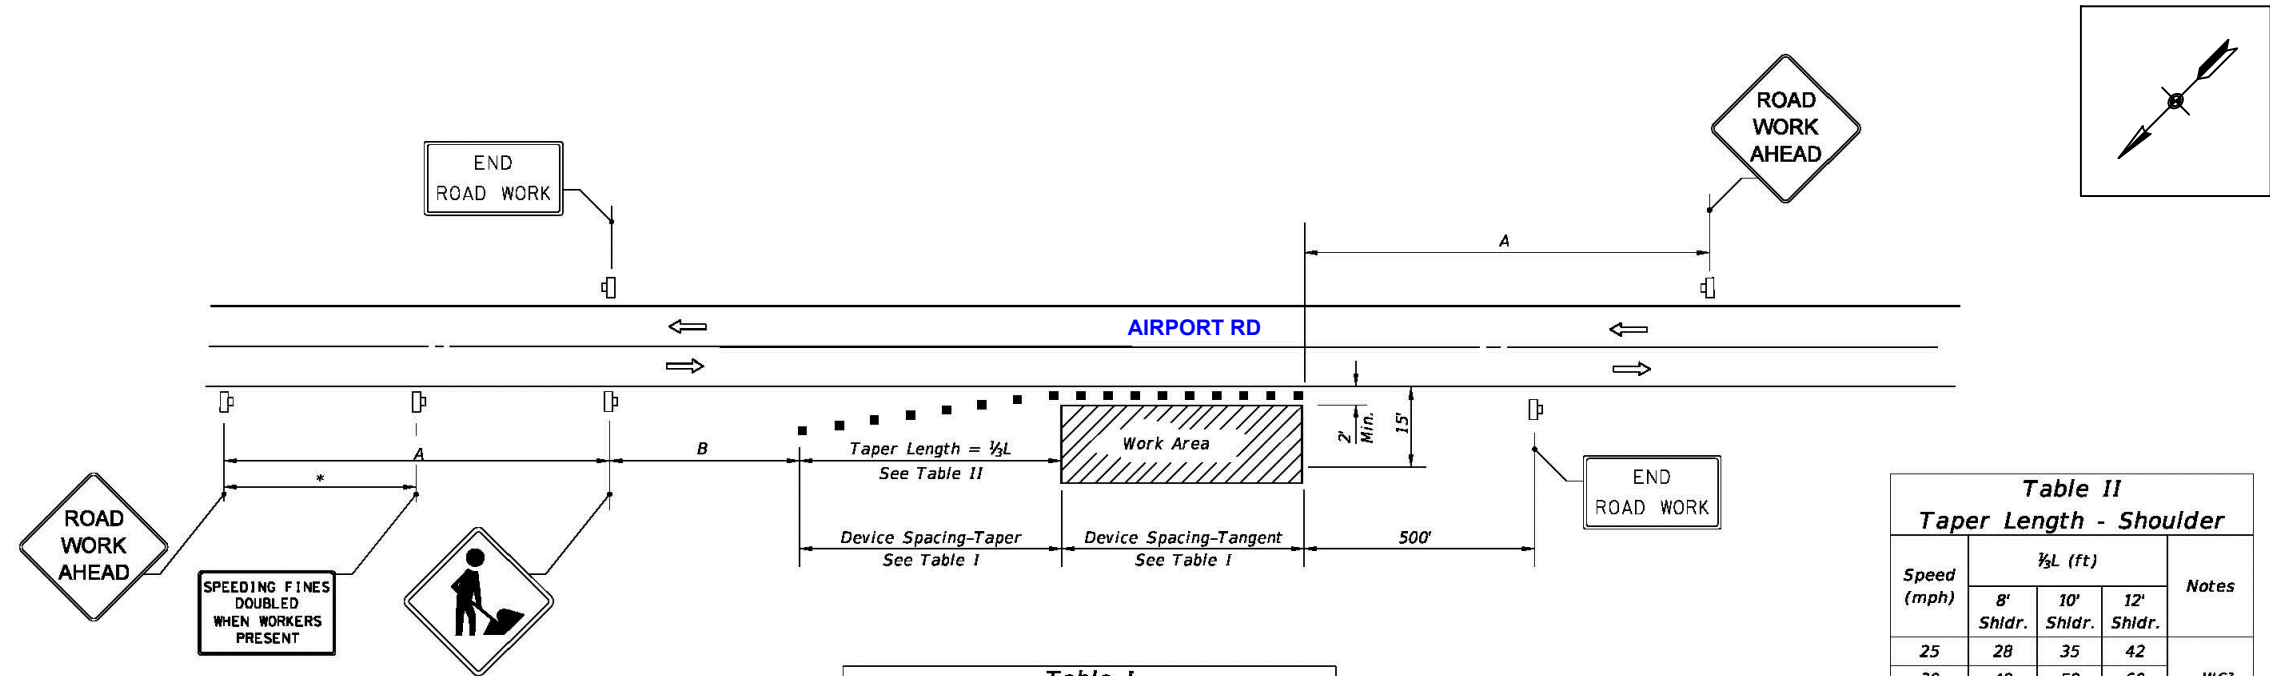 ROAD
WORK
AHEAD
END
ROAD WORK
A
AIRPORT RD
A
B
Taper Length = ⅓L
See Table II
Work Area
2'
Min.
15'
*
END
ROAD WORK
ROAD
WORK
AHEAD
SPEEDING FINES
DOUBLED
WHEN WORKERS
PRESENT
Device Spacing-Taper
See Table I
Device Spacing-Tangent
See Table I
500'
Table II
Taper Length - Shoulder
Speed
(mph)
⅓L (ft)
Notes
8'
Shldr.
10'
Shldr.
12'
Shldr.
25 28 35 42
Table I